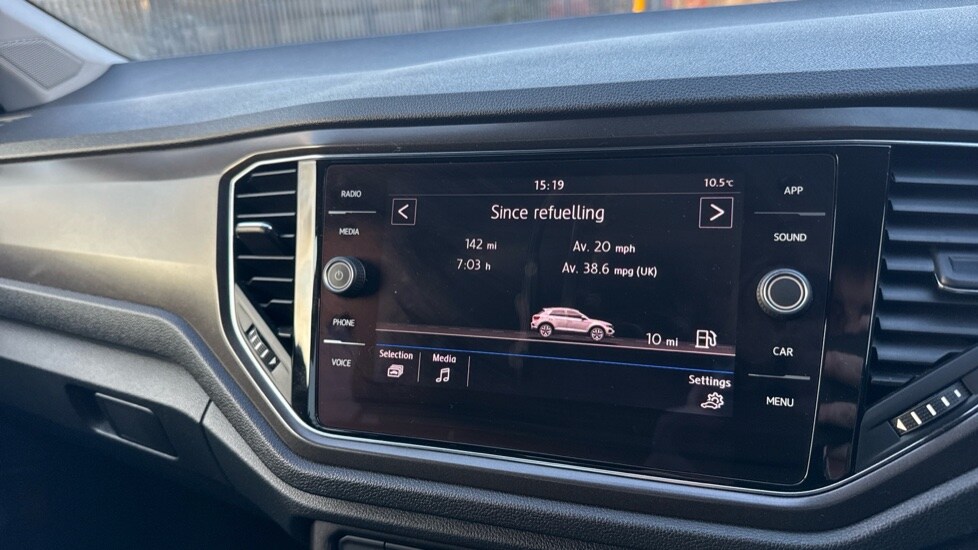 RADIO
MEDIA
PHONE
VOICE
15:19
10.5°C
< Since refuelling >
142 mi
Av. 20 mph
7:03 h
Av. 38.6 mpg (UK)
10 mi
Selection
Media
Settings
APP
SOUND
CAR
MENU